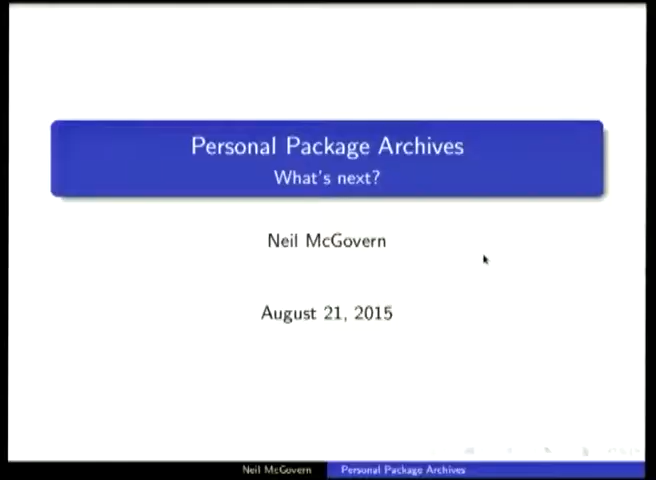 Personal Package Archives
What's next?
Neil McGovern
August 21, 2015
Neil McGovern Personal Package Archives